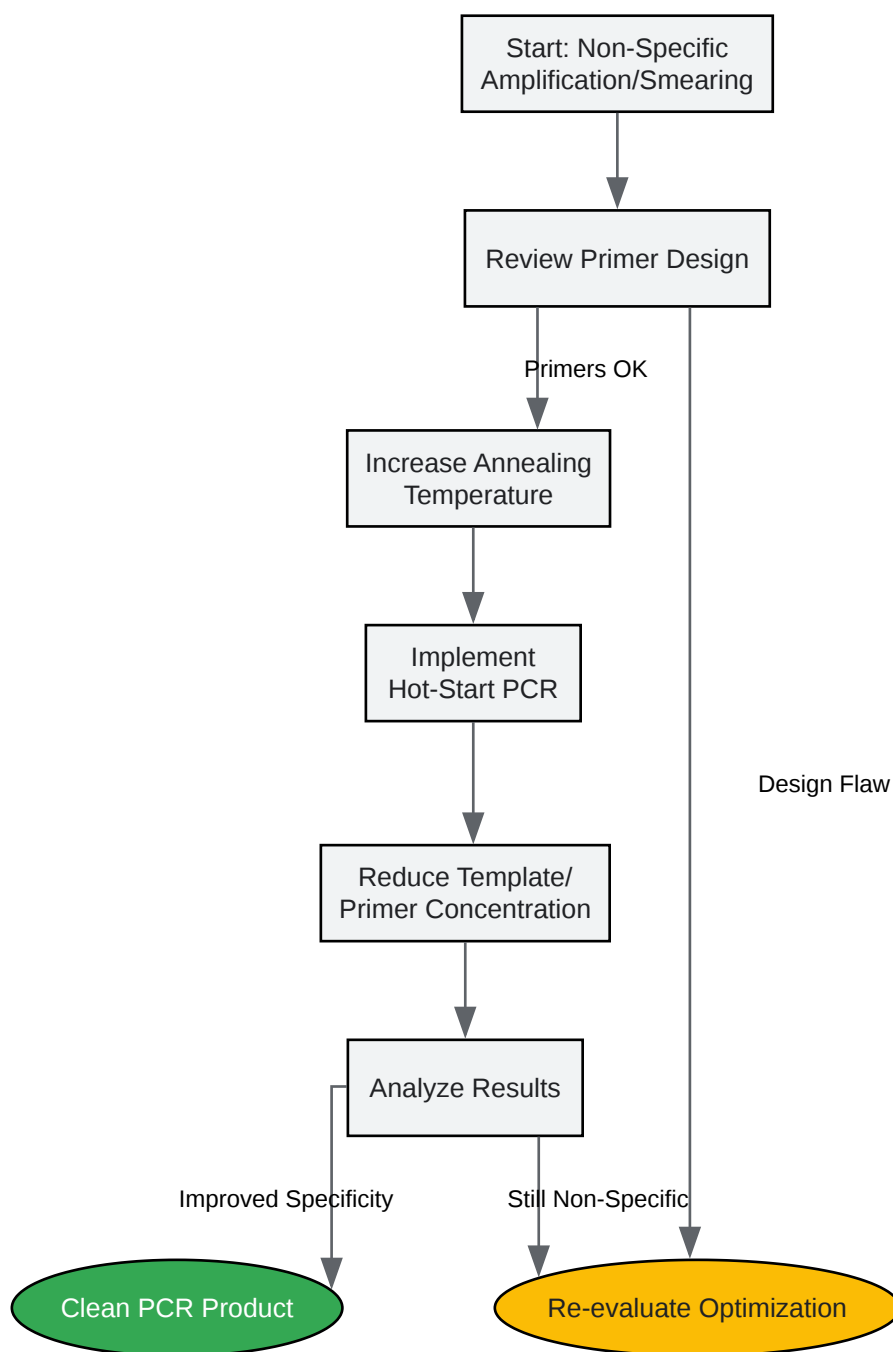 Start: Non-Specific
Amplification/Smearing
Review Primer Design
Primers OK
Increase Annealing
Temperature
Implement
Hot-Start PCR
Design Flaw
Reduce Template/
Primer Concentration
Analyze Results
Improved Specificity
Still Non-Specific
Clean PCR Product
Re-evaluate Optimization